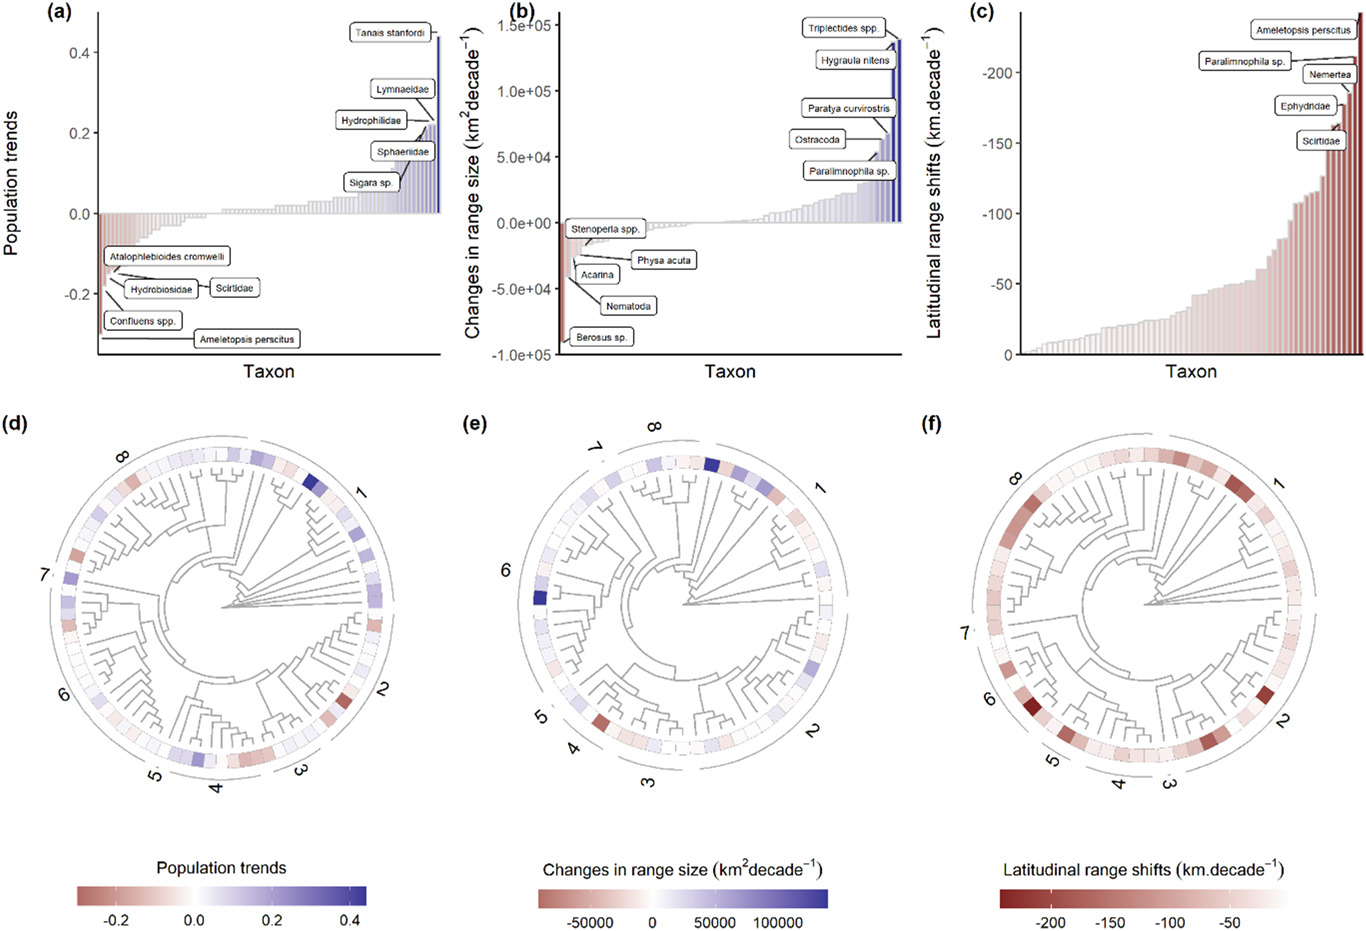 (a)
Population trends
0.4
0.2
0.0
-0.2
Tanais stanfordi
Lymnaeidae
Hydrophilidae
Sphaeriidae
Sigara sp.
Atalophlebioides cromwelli
Hydrobiosidae
Scirtidae
Confluens spp.
Ameletopsis perscitus
Taxon
(b)
Changes in range size (km²decade⁻¹)
1.5e+05
1.0e+05
5.0e+04
0.0e+00
-5.0e+04
-1.0e+05
Triplectides spp.
Hygraula nitens
Paratya curvirostris
Ostracoda
Paralimnophila sp.
Stenoperla spp.
Physa acuta
Acarina
Nematoda
Berosus sp.
Taxon
(c)
Latitudinal range shifts (km.decade⁻¹)
-200
-150
-100
-50
0
Ameletopsis perscitus
Paralimnophila sp.
Nemertea
Ephydridae
Scirtidae
Taxon
(d)
8
1
7
6
2
5
4
3
(e)
8
7
1
6
5
4
3
2
(f)
8
1
7
6
5
4
3
2
Population trends
-0.2 0.0 0.2 0.4
Changes in range size (km²decade⁻¹)
-50000 0 50000 100000
Latitudinal range shifts (km.decade⁻¹)
-200 -150 -100 -50